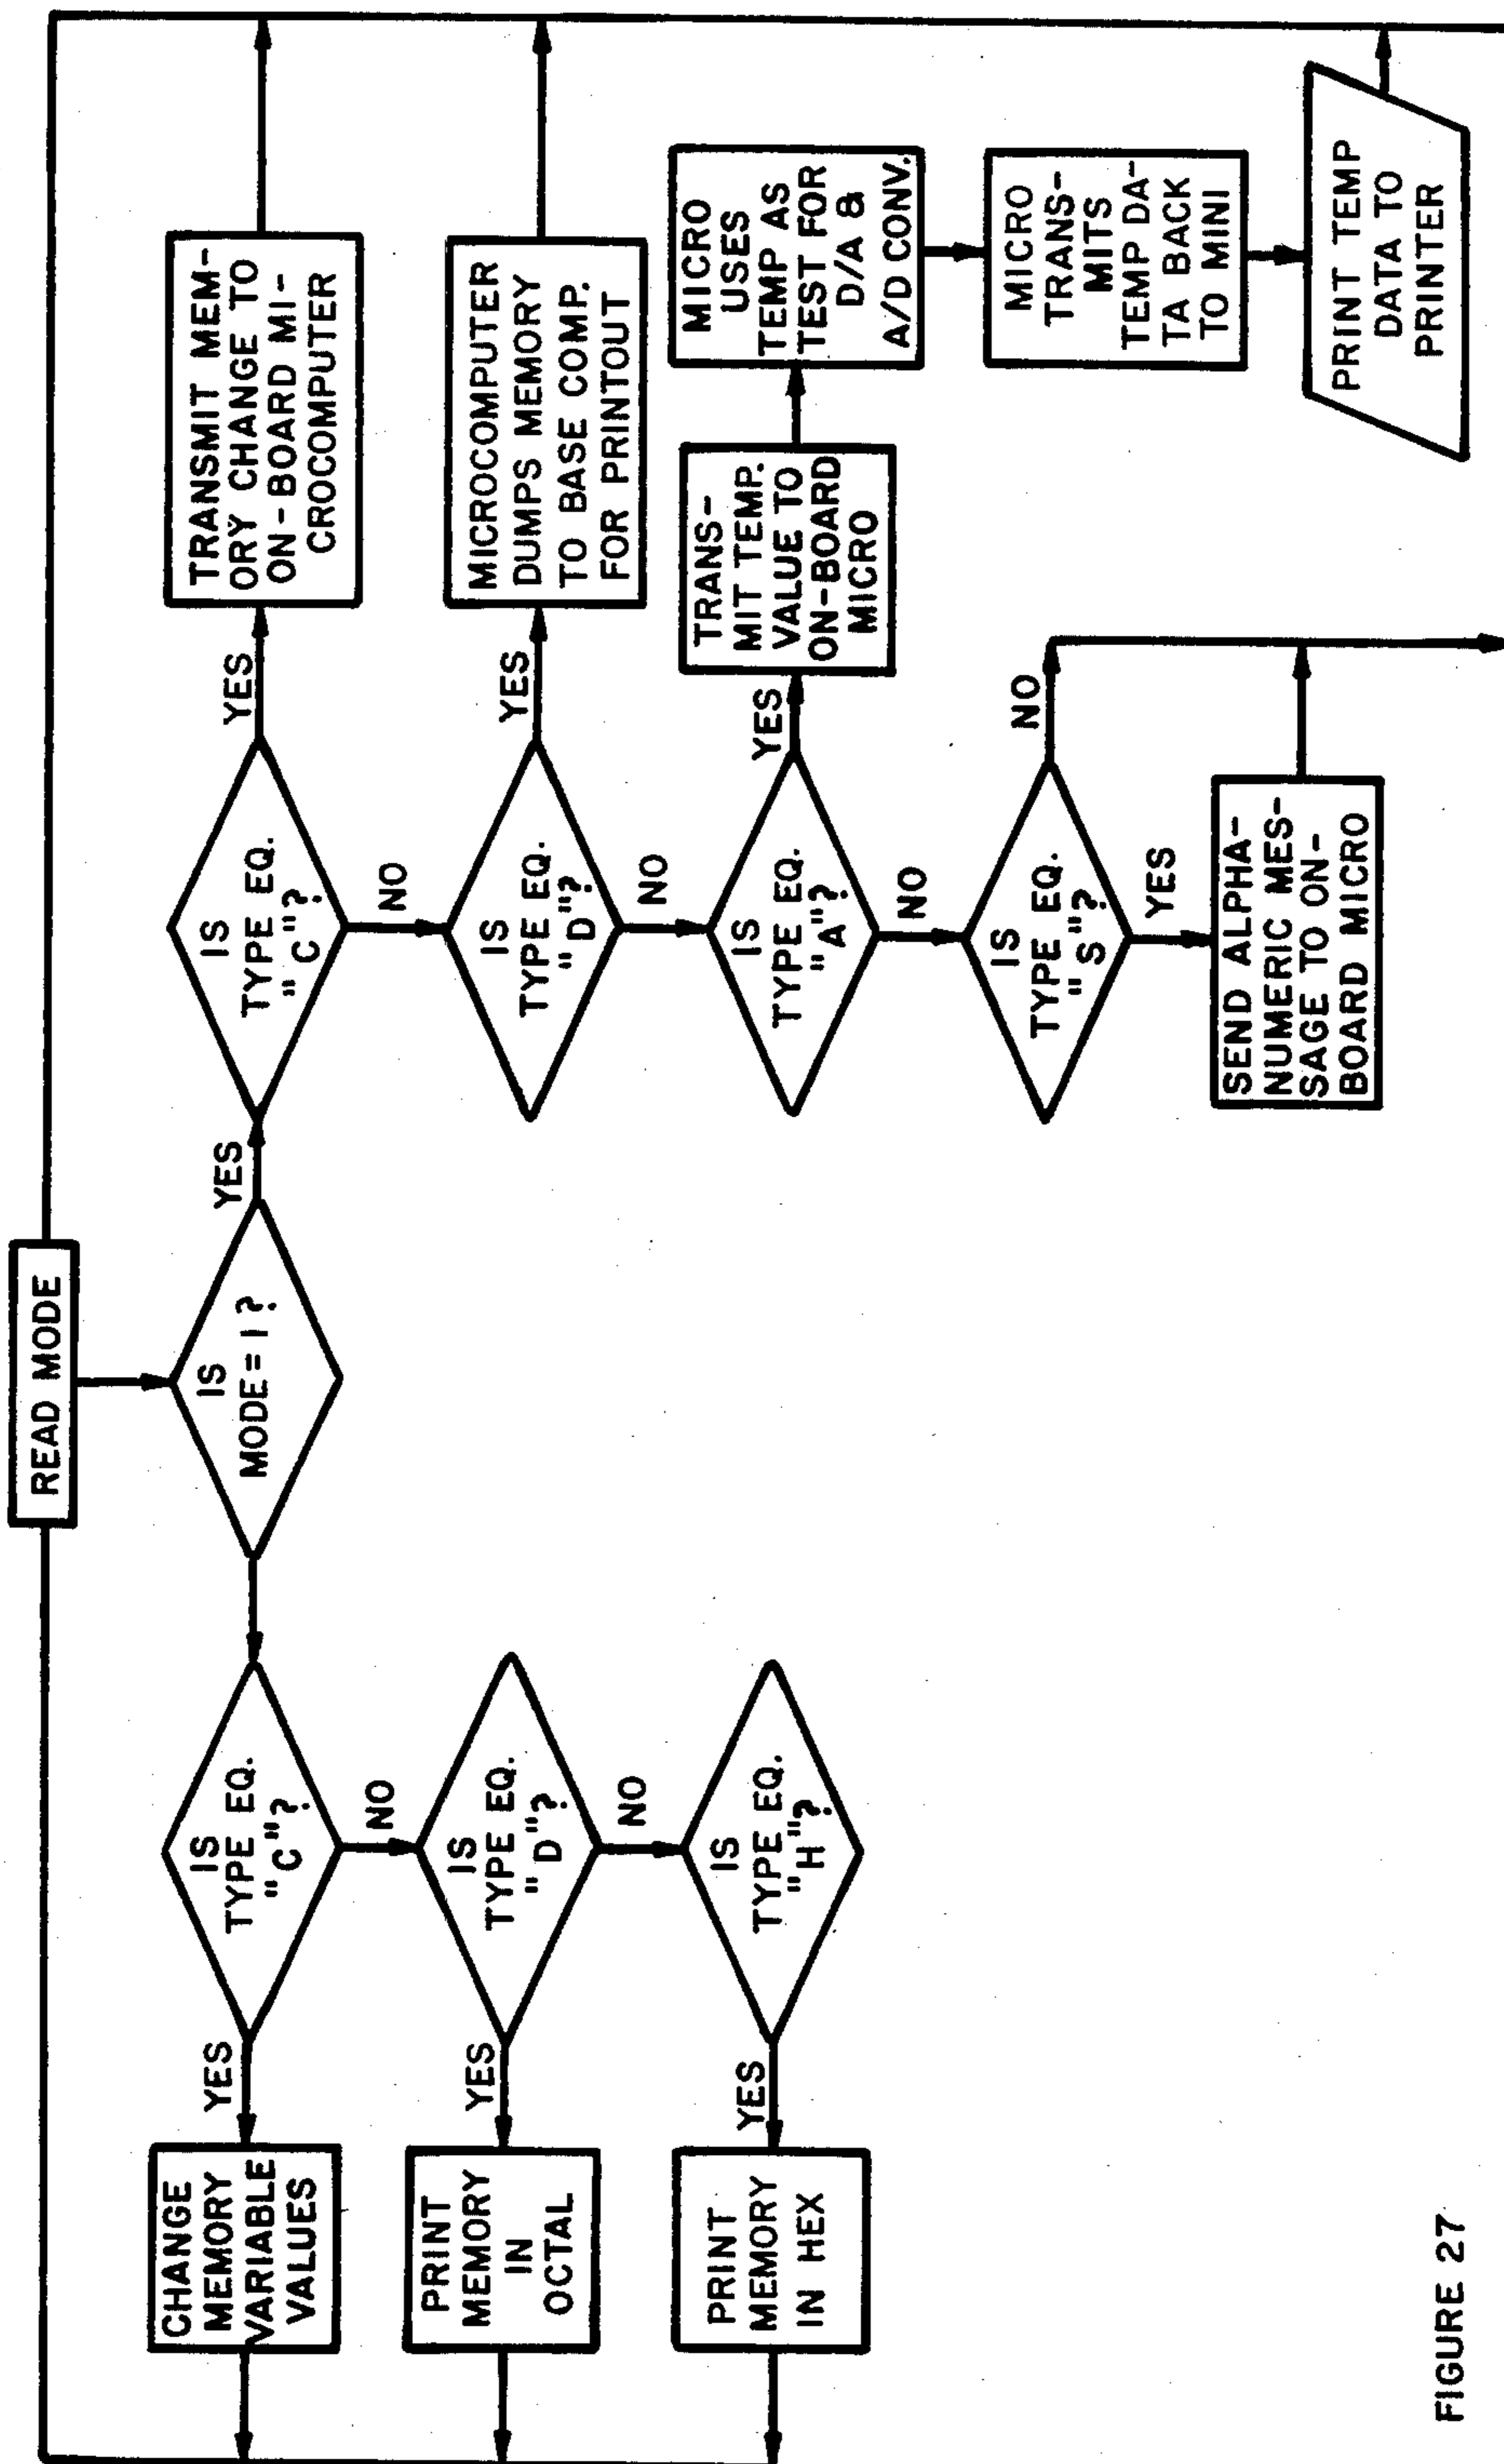 READ MODE
IS
MODE = 1 ?
YES
IS
TYPE EQ.
"C"?
YES
CHANGE
MEMORY
VARIABLE
VALUES
NO
IS
TYPE EQ.
"D"?
YES
PRINT
MEMORY
IN
OCTAL
NO
IS
TYPE EQ.
"H"?
YES
PRINT
MEMORY
IN HEX
IS
TYPE EQ.
"C"?
YES
TRANSMIT MEM-
ORY CHANGE TO
ON-BOARD MI-
CROCOMPUTER
NO
IS
TYPE EQ.
"D"?
YES
MICROCOMPUTER
DUMPS MEMORY
TO BASE COMP.
FOR PRINTOUT
NO
IS
TYPE EQ.
"A"?
YES
TRANS-
MIT TEMP.
VALUE TO
ON-BOARD
MICRO
MICRO
USES
TEMP AS
TEST FOR
D/A &
A/D CONV.
MICRO
TRANS-
MITS
TEMP DA-
TA BACK
TO MINI
PRINT TEMP
DATA TO
PRINTER
NO
IS
TYPE EQ.
"S"?
NO
YES
SEND ALPHA-
NUMERIC MES-
SAGE TO ON-
BOARD MICRO
FIGURE 27